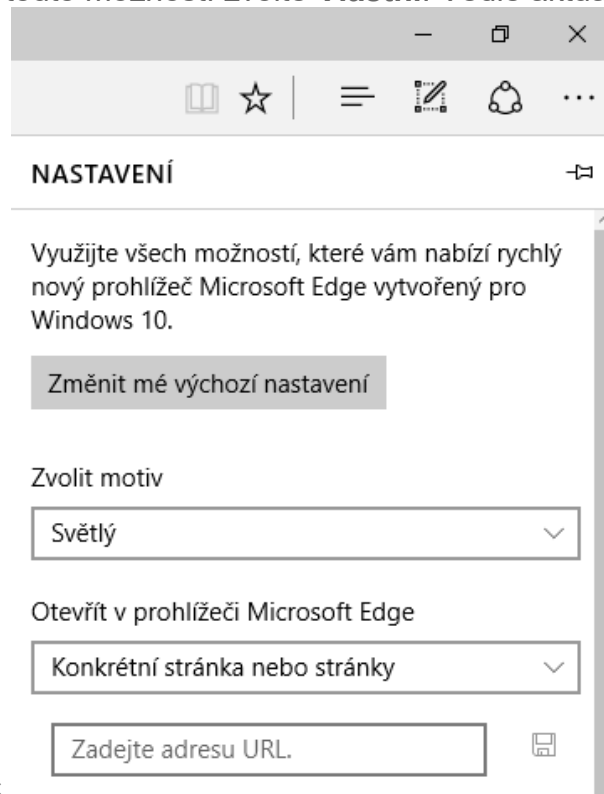 NASTAVENÍ
Využijte všech možností, které vám nabízí rychlý
nový prohlížeč Microsoft Edge vytvořený pro
Windows 10.
Změnit mé výchozí nastavení
Zvolit motiv
Světlý
Otevřít v prohlížeči Microsoft Edge
Konkrétní stránka nebo stránky
Zadejte adresu URL.